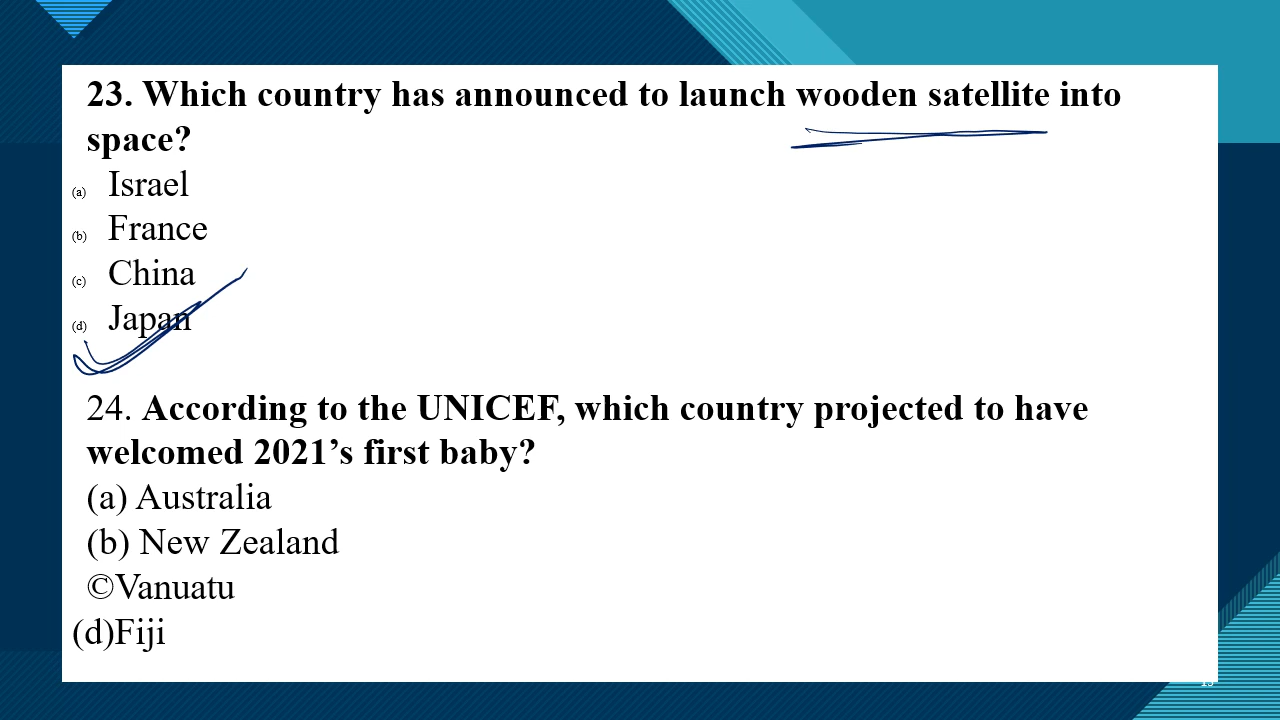 23. Which country has announced to launch wooden satellite into
space?
(a) Israel
(b) France
(c) China
(d) Japan
24. According to the UNICEF, which country projected to have
welcomed 2021’s first baby?
(a) Australia
(b) New Zealand
©Vanuatu
(d)Fiji